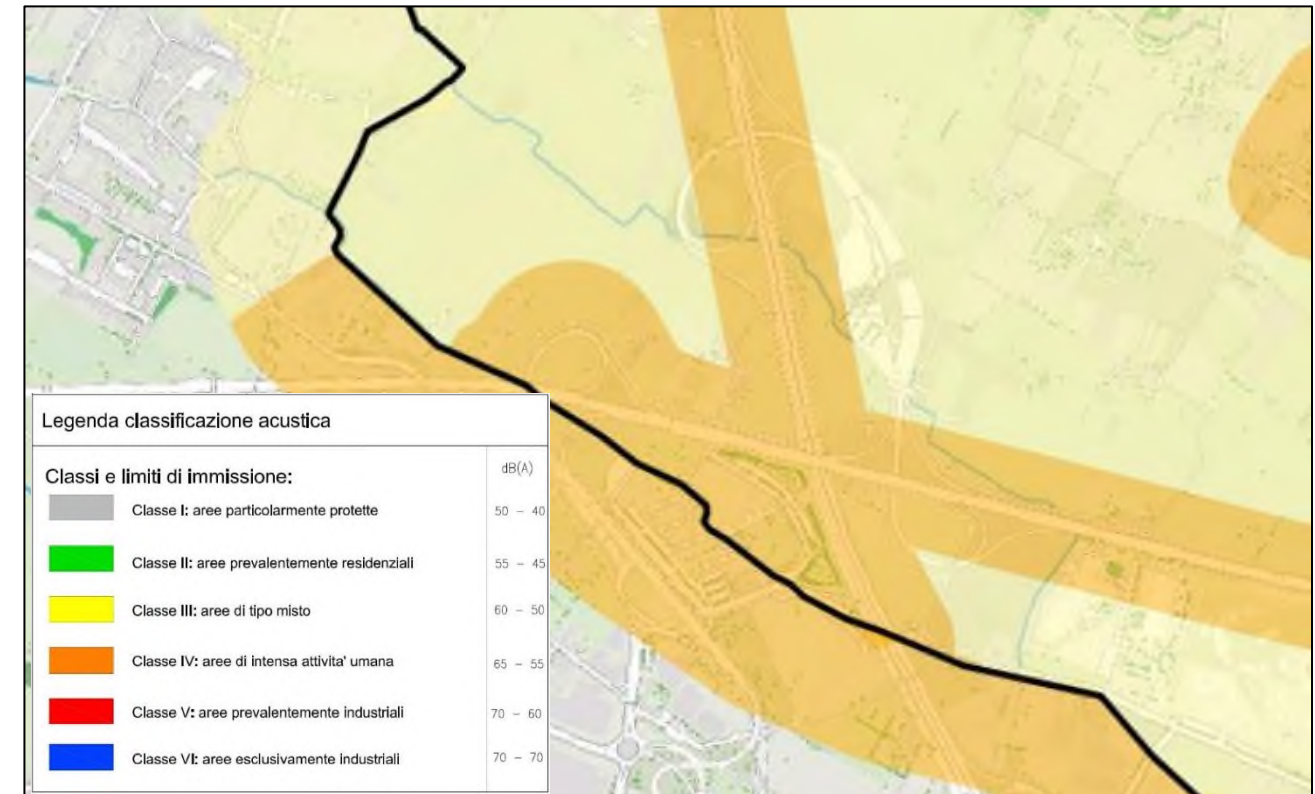 Legenda classificazione acustica
Classi e limiti di immissione: dB(A)
Classe I: aree particolarmente protette 50 - 40
Classe II: aree prevalentemente residenziali 55 - 45
Classe III: aree di tipo misto 60 - 50
Classe IV: aree di intensa attivita' umana 65 - 55
Classe V: aree prevalentemente industriali 70 - 60
Classe VI: aree esclusivamente industriali 70 - 70